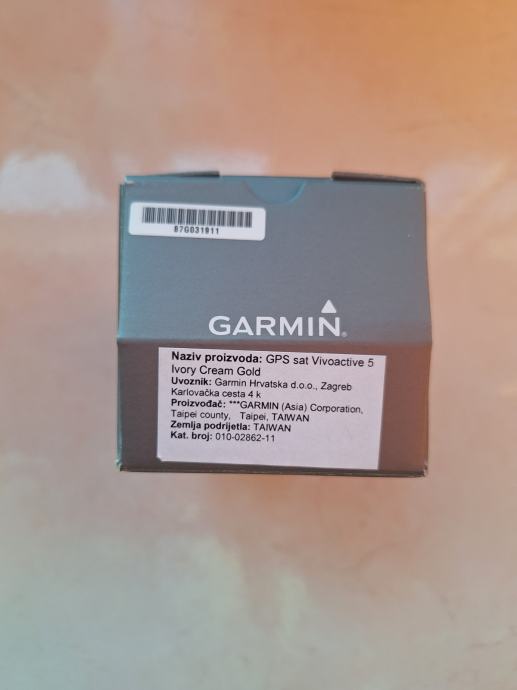 87G031911
GARMIN®
Naziv proizvoda: GPS sat Vivoactive 5
Ivory Cream Gold
Uvoznik: Garmin Hrvatska d.o.o., Zagreb
Karlovačka cesta 4 k
Proizvođač: ***GARMIN (Asia) Corporation,
Taipei county, Taipei, TAIWAN
Zemlja podrijetla: TAIWAN
Kat. broj: 010-02862-11